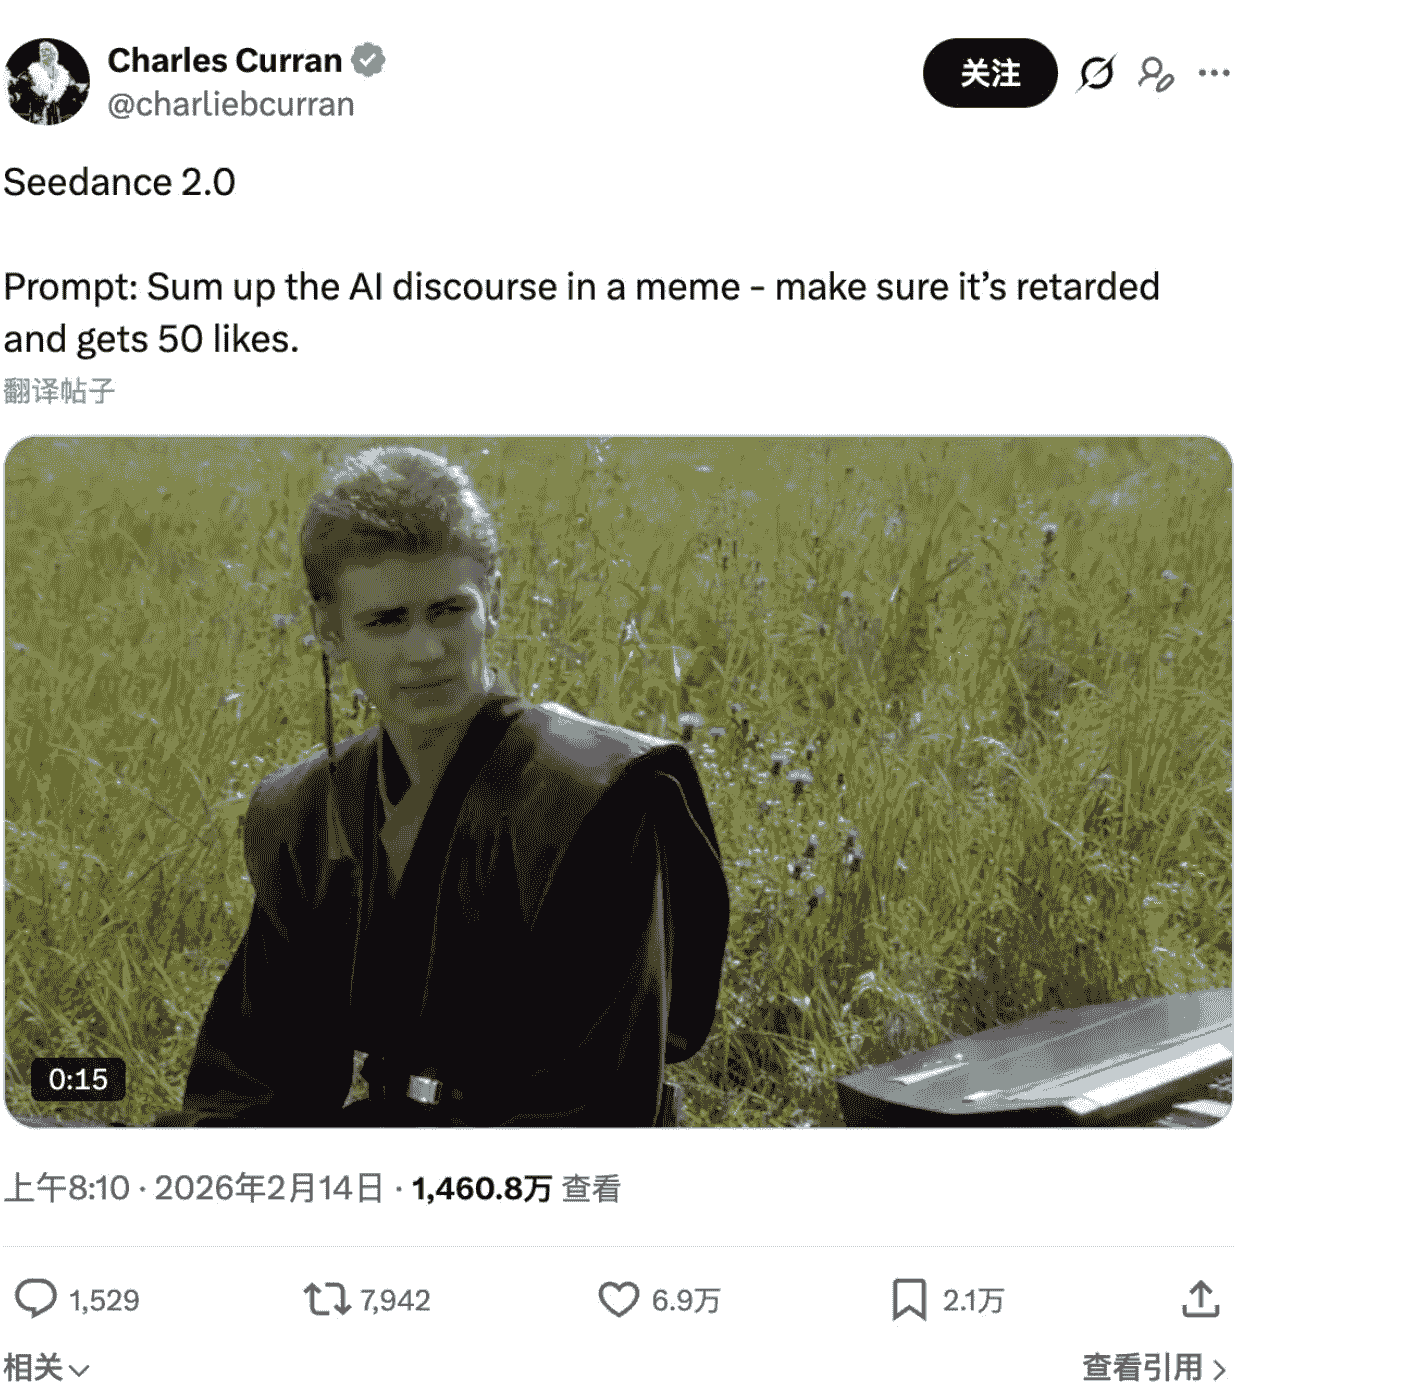 Charles Curran
@charliebcurran
关注
Seedance 2.0
Prompt: Sum up the AI discourse in a meme - make sure it’s retarded
and gets 50 likes.
翻译帖子
0:15
上午8:10 · 2026年2月14日 · 1,460.8万 查看
1,529 7,942 6.9万 2.1万
相关
查看引用